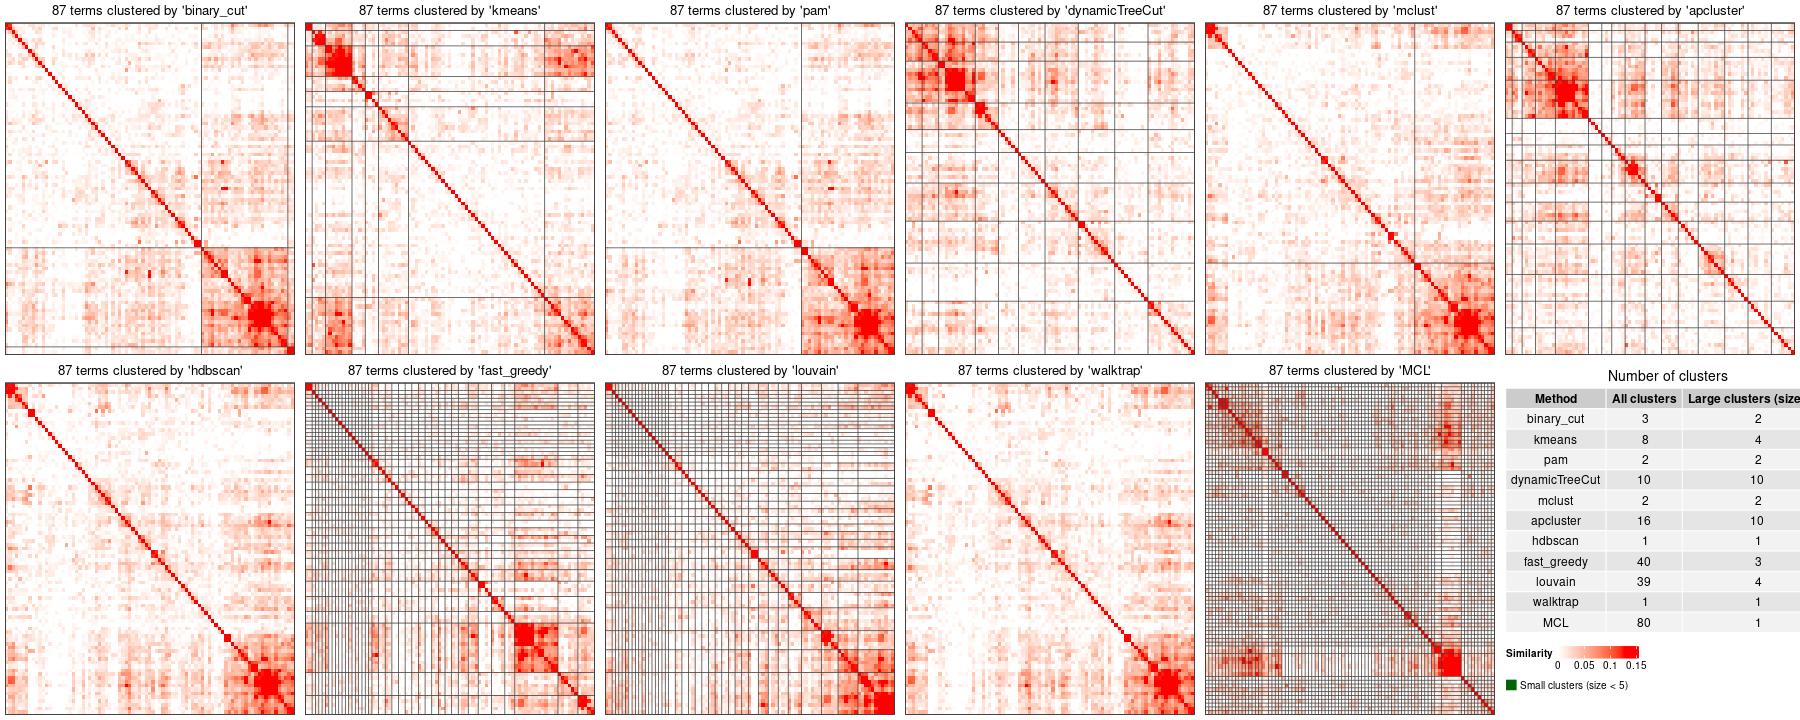 87 terms clustered by 'binary_cut'
87 terms clustered by 'kmeans'
87 terms clustered by 'pam'
87 terms clustered by 'dynamicTreeCut'
87 terms clustered by 'mclust'
87 terms clustered by 'apcluster'
87 terms clustered by 'hdbscan'
87 terms clustered by 'fast_greedy'
87 terms clustered by 'louvain'
87 terms clustered by 'walktrap'
87 terms clustered by 'MCL'
Number of clusters
Method All clusters Large clusters (size
binary_cut 3 2
kmeans 8 4
pam 2 2
dynamicTreeCut 10 10
mclust 2 2
apcluster 16 10
hdbscan 1 1
fast_greedy 40 3
louvain 39 4
walktrap 1 1
MCL 80 1
Similarity
0 0.05 0.1 0.15
Small clusters (size < 5)